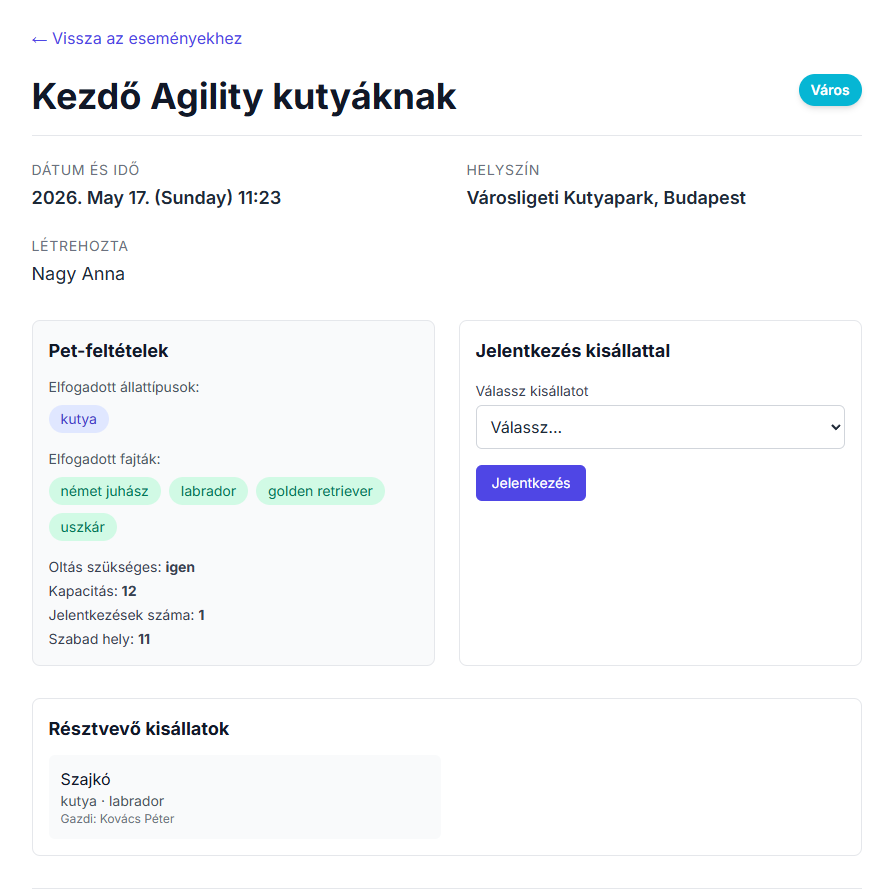 ← Vissza az eseményekhez
Kezdő Agility kutyáknak
Város
DÁTUM ÉS IDŐ
2026. May 17. (Sunday) 11:23
HELYSZÍN
Városligeti Kutyapark, Budapest
LÉTREHOZTA
Nagy Anna
Pet-feltételek
Elfogadott állattípusok:
kutya
Elfogadott fajták:
német juhász labrador golden retriever
uszkár
Oltás szükséges: igen
Kapacitás: 12
Jelentkezések száma: 1
Szabad hely: 11
Jelentkezés kisállattal
Válassz kisállatot
Válassz...
Jelentkezés
Résztvevő kisállatok
Szajkó
kutya · labrador
Gazdi: Kovács Péter